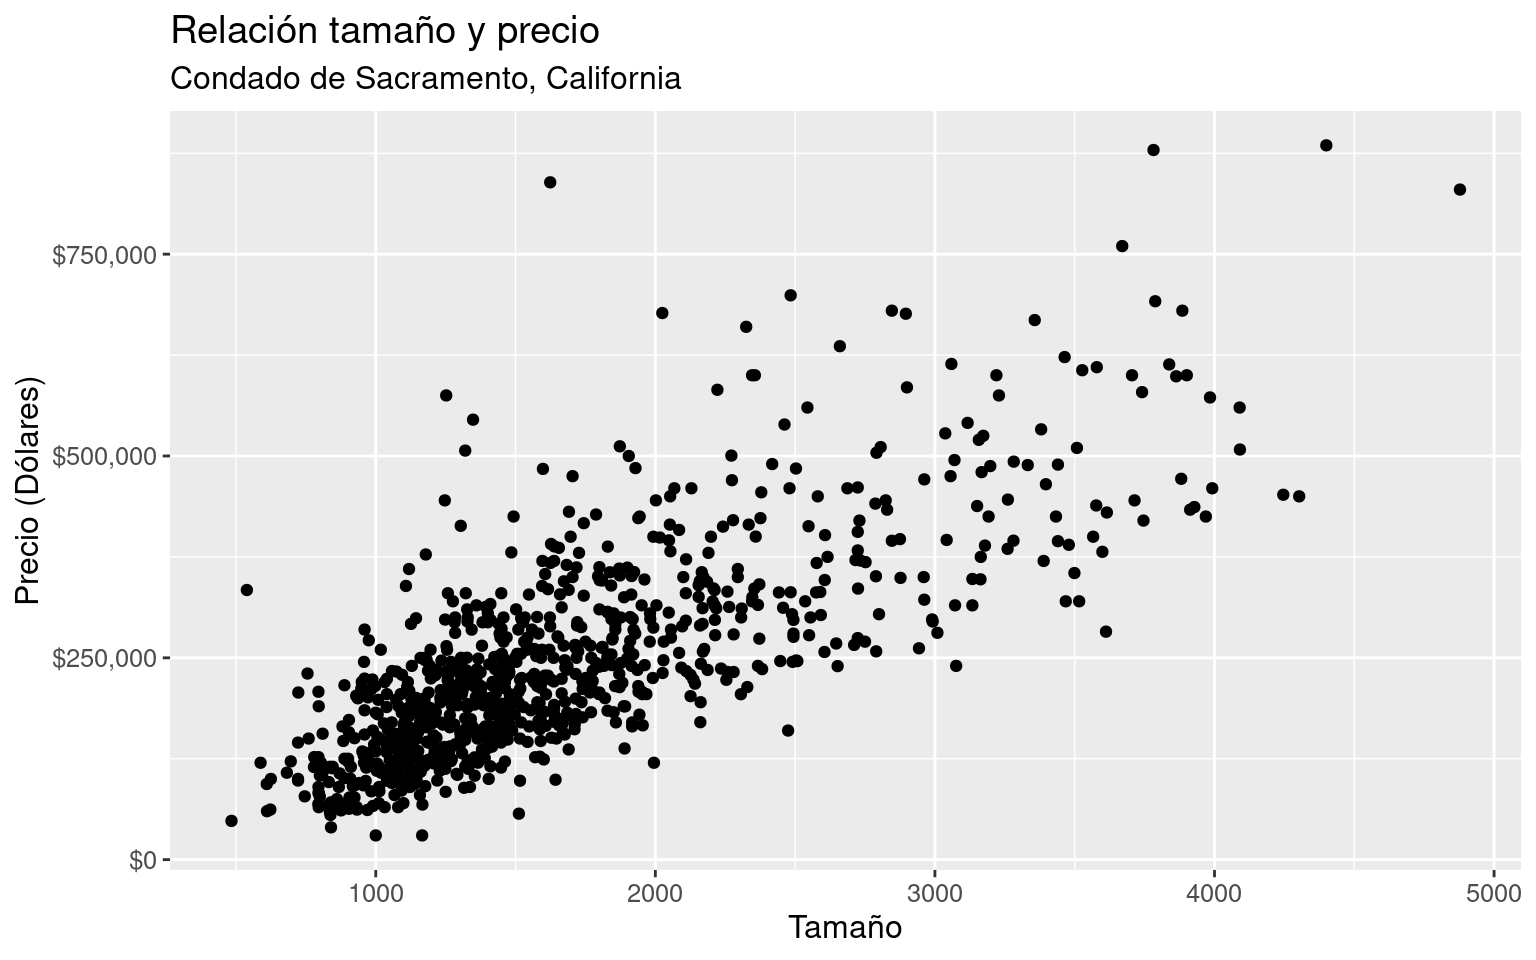 Relación tamaño y precio
Condado de Sacramento, California
Precio (Dólares)
$750,000
$500,000
$250,000
$0
1000 2000 3000 4000 5000
Tamaño